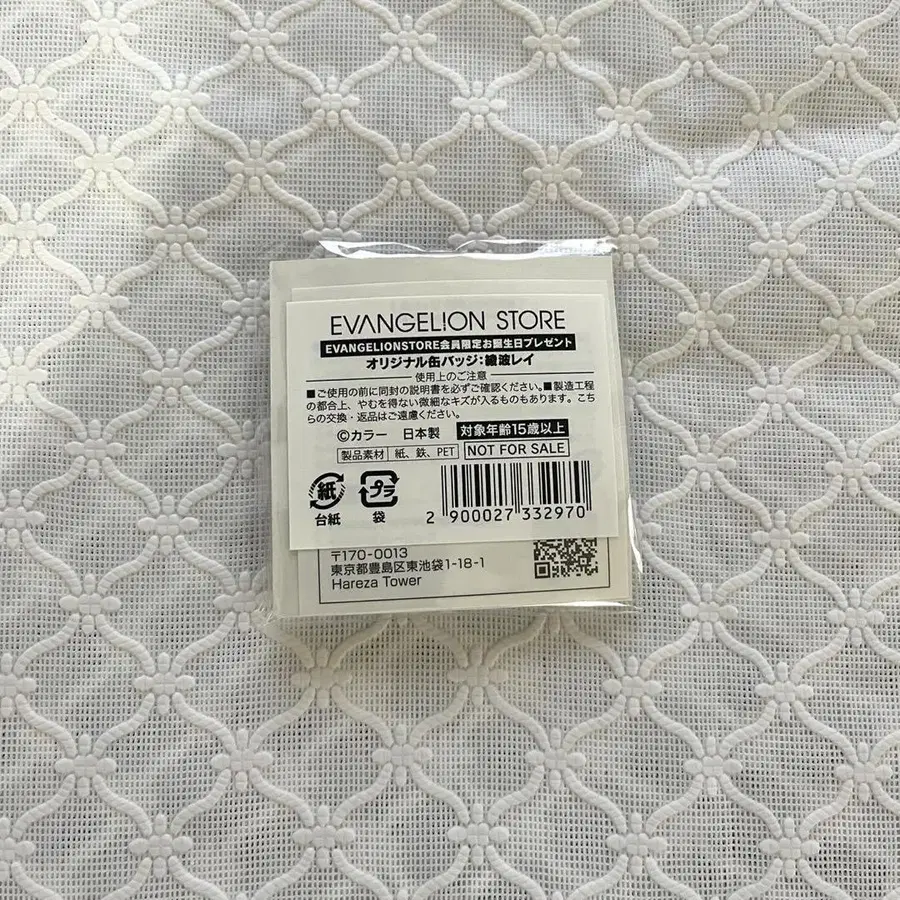 EVANGELION STORE
EVANGELIONSTORE会員限定お誕生日プレゼント
オリジナル缶バッジ：綾波レイ
使用上のご注意
■ご使用の前に同封の説明書を必ずご確認ください。■製造工程
の都合上、やむを得ない微細なキズが入るものもあります。こち
らの交換・返品はご遠慮ください。
©カラー 日本製 対象年齢15歳以上
製品素材 紙、鉄、PET NOT FOR SALE
紙 プラ
台紙 袋
2 900027 332970
〒170-0013
東京都豊島区東池袋1-18-1
Hareza Tower